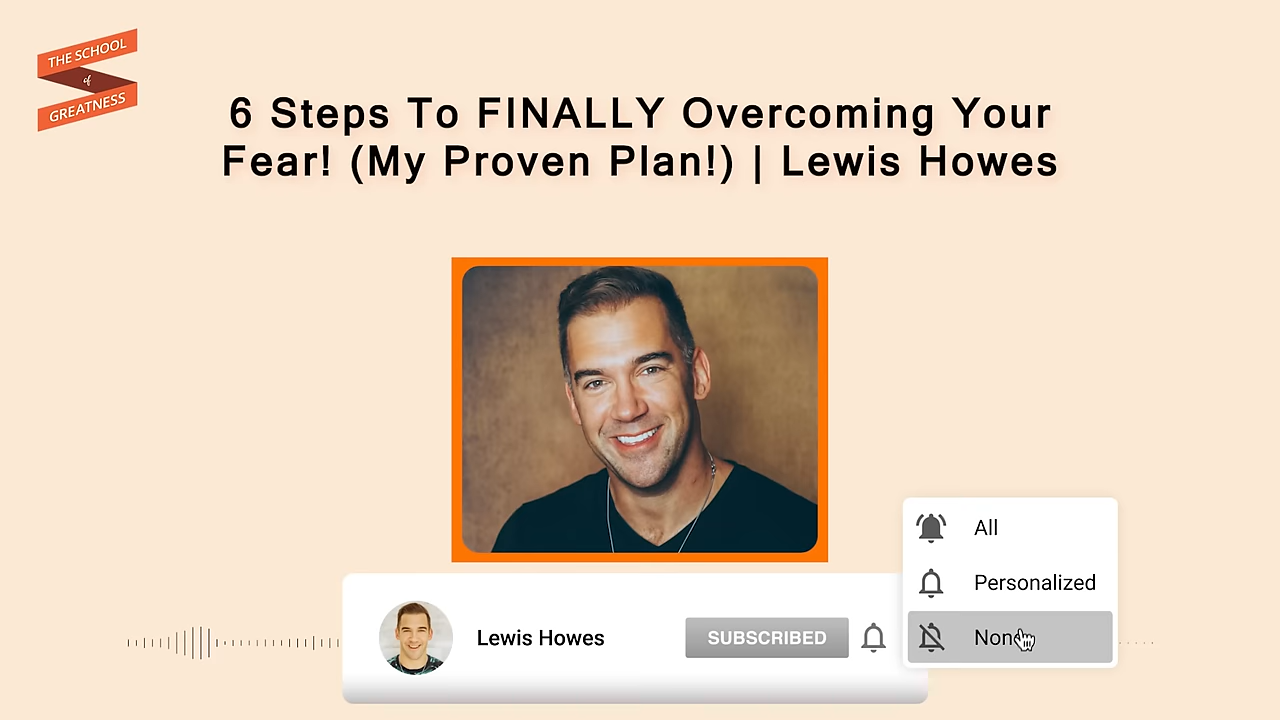 THE SCHOOL
of
GREATNESS
6 Steps To FINALLY Overcoming Your
Fear! (My Proven Plan!) | Lewis Howes
All
Personalized
None
Lewis Howes
SUBSCRIBED